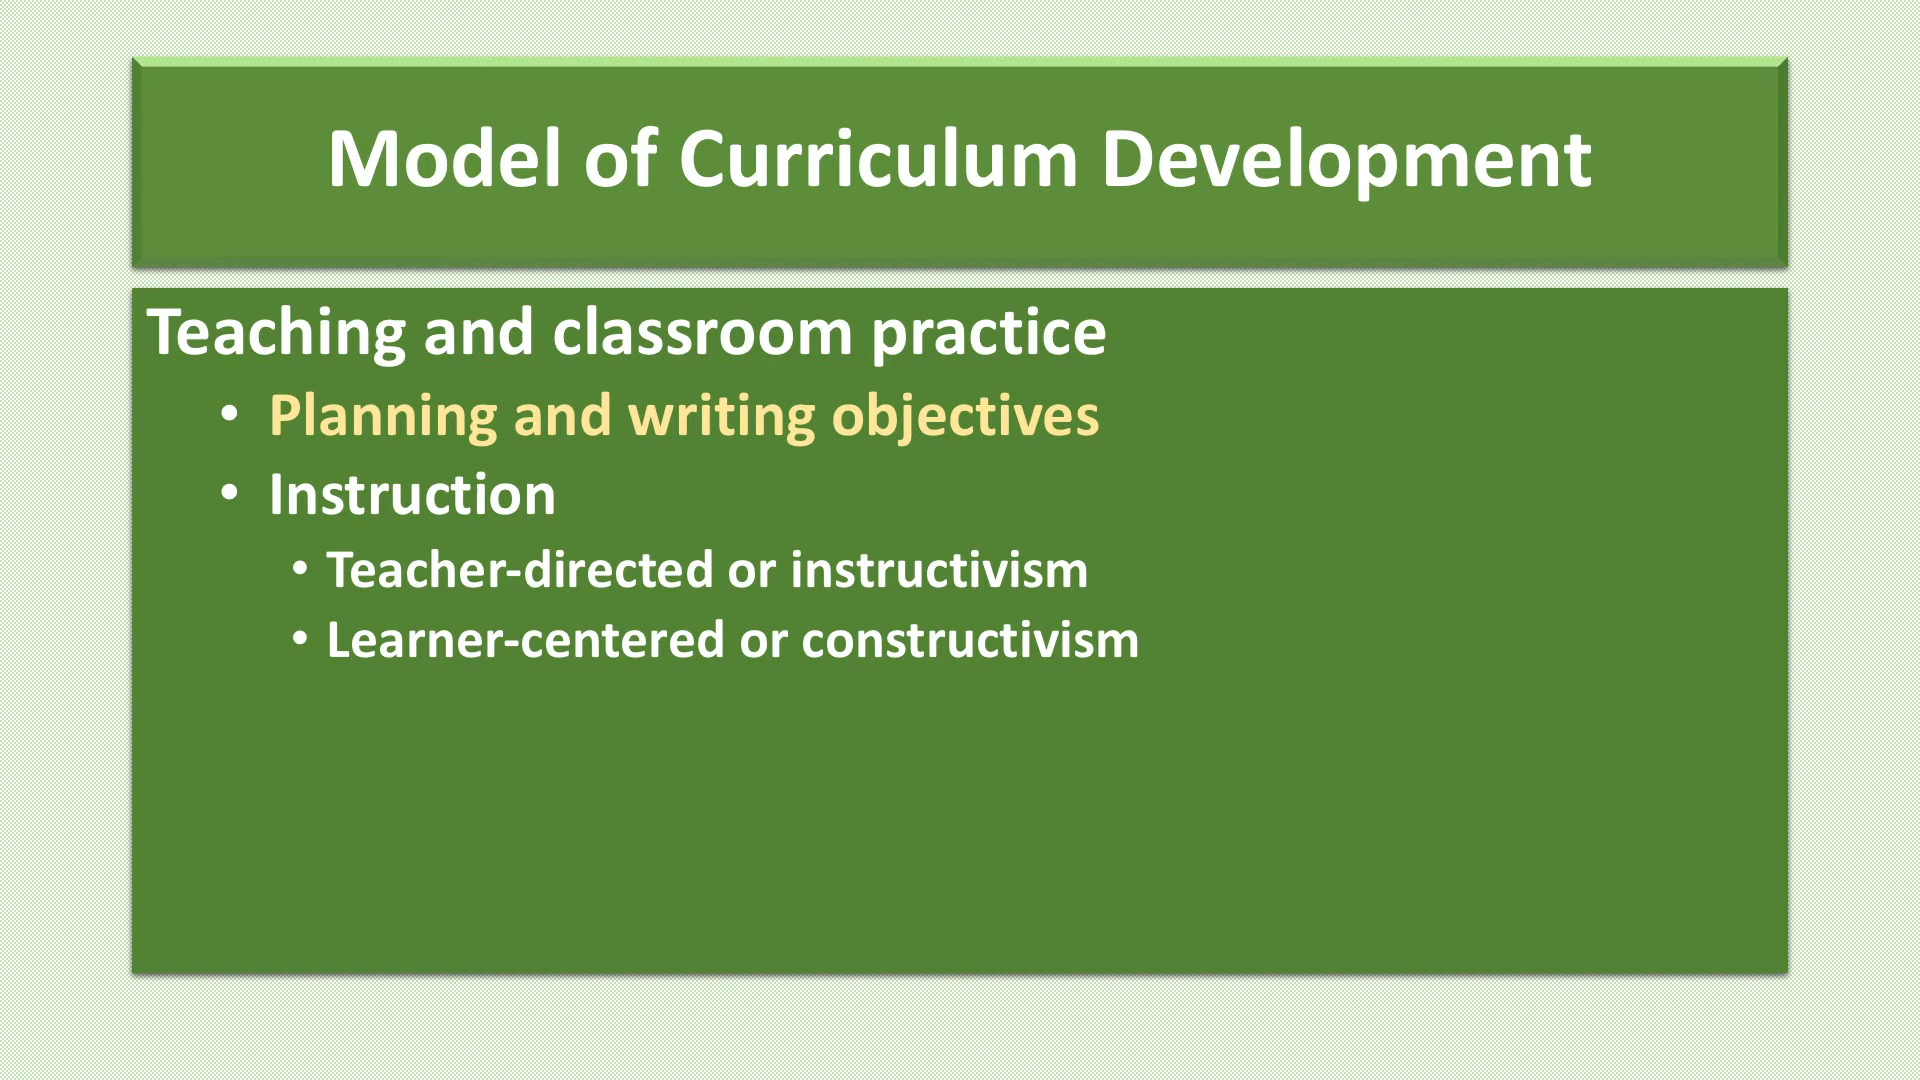 Model of Curriculum Development
Teaching and classroom practice
• Planning and writing objectives
• Instruction
• Teacher-directed or instructivism
• Learner-centered or constructivism